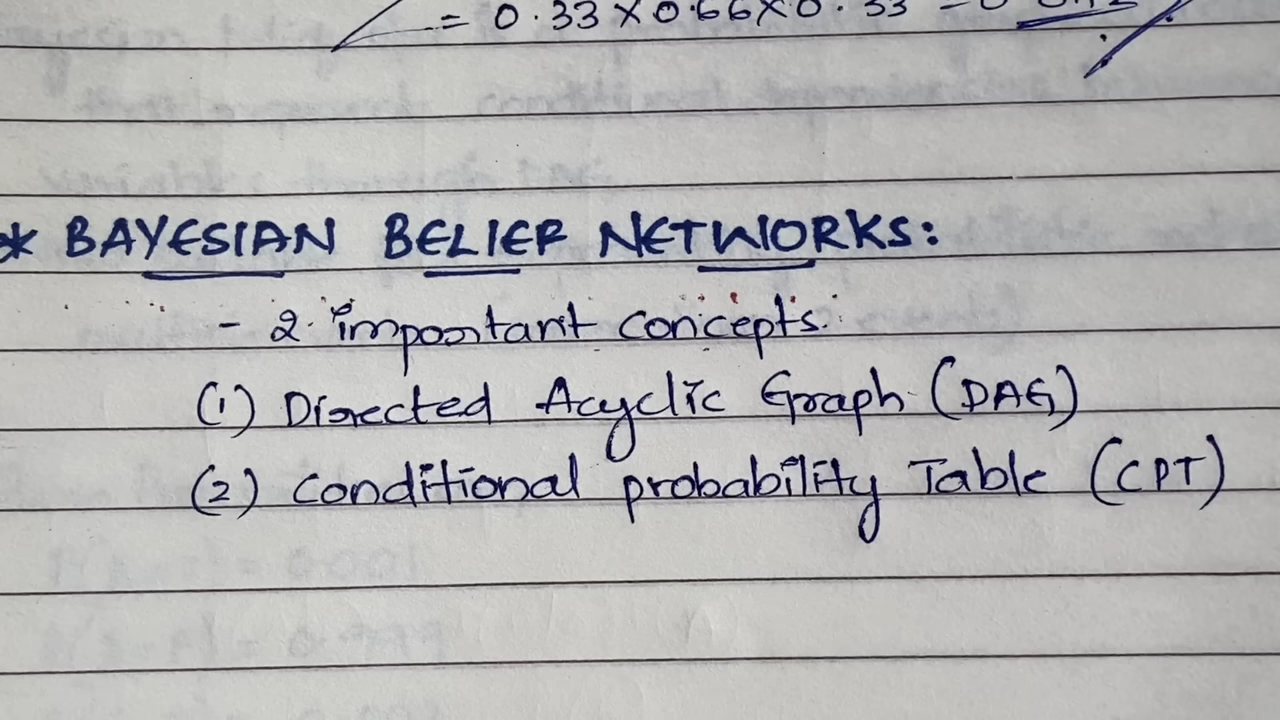 = 0.33 X 0.66 X 0.33 = 0
* BAYESIAN BELIEF NETWORKS:
- 2 important concepts.
(1) Directed Acyclic Graph (DAG)
(2) Conditional probability Table (CPT)